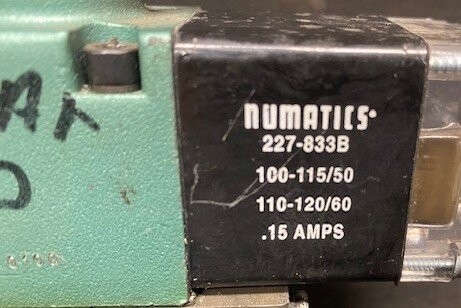 NUMATICS®
227-833B
100-115/50
110-120/60
.15 AMPS